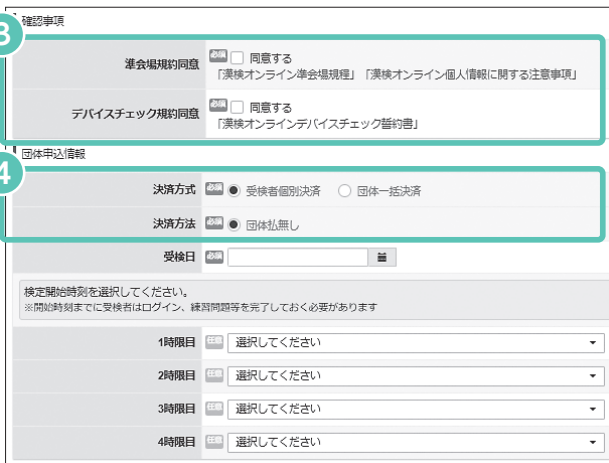 確認事項
3
準会場規約同意 必須 同意する
「漢検オンライン準会場規程」「漢検オンライン個人情報に関する注意事項」
デバイスチェック規約同意 必須 同意する
「漢検オンラインデバイスチェック誓約書」
団体申込情報
4
決済方式 必須 受検者個別決済 団体一括決済
決済方法 必須 団体払無し
受検日 必須
検定開始時刻を選択してください。
※開始時刻までに受検者はログイン、練習問題等を完了しておく必要があります
1時限目 任意 選択してください
2時限目 任意 選択してください
3時限目 任意 選択してください
4時限目 任意 選択してください